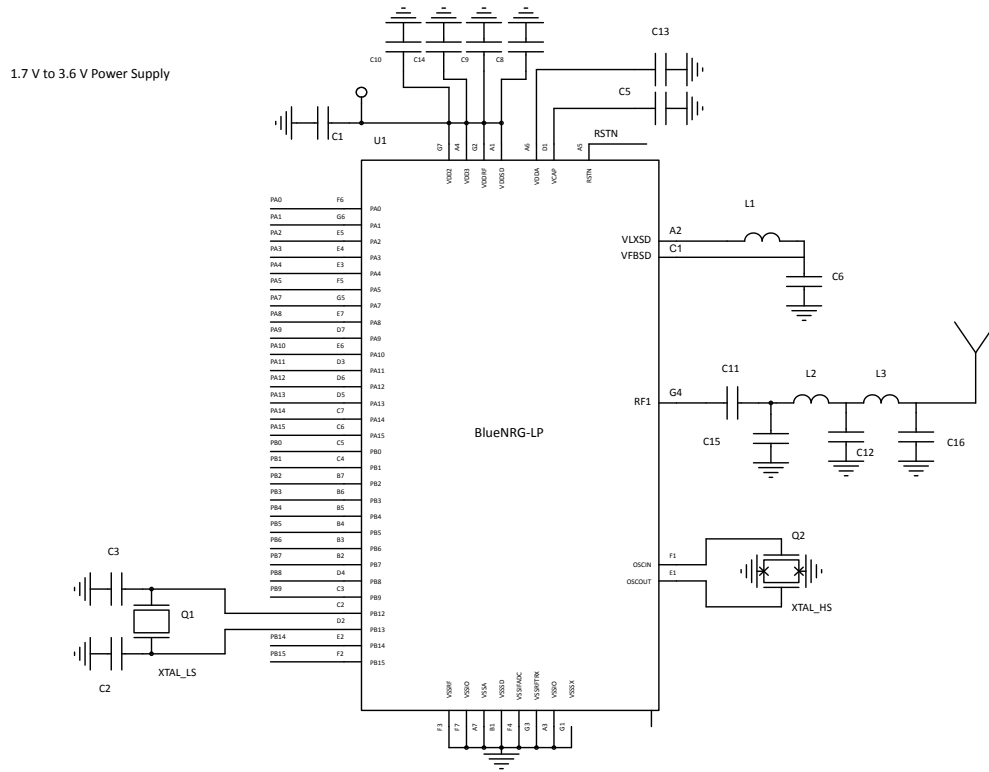 C13
C10
C14
C9
C8
1.7 V to 3.6 V Power Supply
C5
C1
U1
RSTN
G7
A4
G2
A1
A6
D1
A5
VDD2
VDD3
VDDRF
VDDSD
VDDA
VCAP
RSTN
PA0 F6 PA0
PA1 G6 PA1
PA2 E5 PA2
PA3 E4 PA3
PA4 E3 PA4
PA5 F5 PA5
PA7 G5 PA7
PA8 E7 PA8
PA9 D7 PA9
PA10 E6 PA10
PA11 D3 PA11
PA12 D6 PA12
PA13 D5 PA13
PA14 C7 PA14
PA15 C6 PA15
PB0 C5 PB0
PB1 C4 PB1
PB2 B7 PB2
PB3 B6 PB3
PB4 B5 PB4
PB5 B4 PB5
PB6 B3 PB6
PB7 B2 PB7
PB8 D4 PB8
PB9 C3 PB9
C2 PB12
D2 PB13
PB14 E2 PB14
PB15 F2 PB15
L1
VLXSD A2
VFBSD C1
C6
C11
L2
L3
RF1 G4
C15
C12
C16
BlueNRG-LP
Q2
OSCIN F1
OSCOUT E1
XTAL_HS
C3
Q1
C2
XTAL_LS
VSSRF
VSSIO
VSSA
VSSSD
VSSIFADC
VSSRFTRX
VSSIO
VSSSX
F3
F7
A7
B1
F4
G3
A3
G1